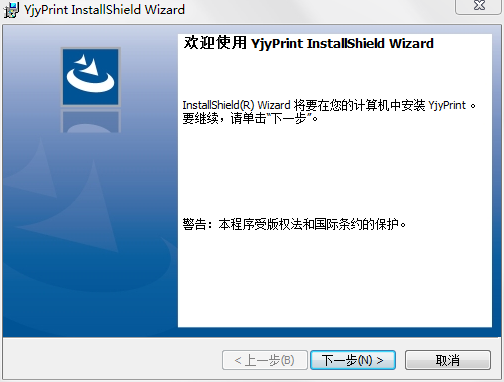 YjyPrint InstallShield Wizard
欢迎使用 YjyPrint InstallShield Wizard
InstallShield(R) Wizard 将要在您的计算机中安装 YjyPrint 。
要继续，请单击“下一步”。
警告：本程序受版权法和国际条约的保护。
< 上一步(B)
下一步(N) >
取消